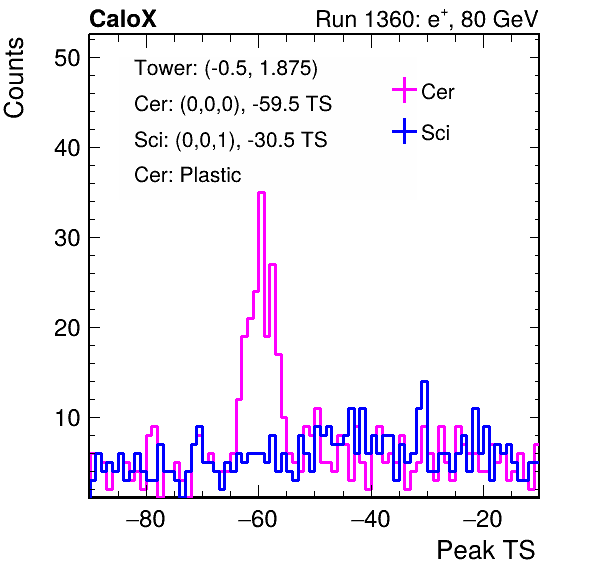 CaloX Run 1360: e⁺, 80 GeV
Counts
50
40
30
20
10
Tower: (-0.5, 1.875)
Cer: (0,0,0), -59.5 TS
Sci: (0,0,1), -30.5 TS
Cer: Plastic
Cer
Sci
−80 −60 −40 −20
Peak TS